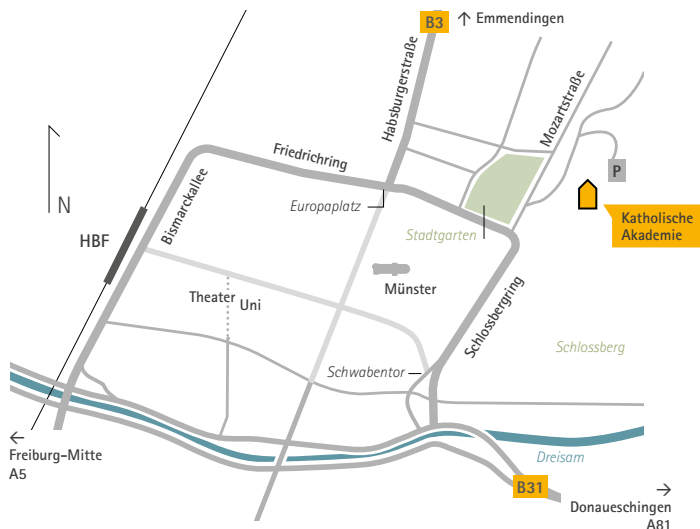 B3
↑ Emmendingen
Habsburgerstraße
Mozartstraße
Friedrichring
P
N
Bismarckallee
Europaplatz
Katholische
Akademie
Stadtgarten
HBF
Münster
Theater
Uni
Schlossbergring
Schlossberg
Schwabentor
←
Freiburg-Mitte
A5
Dreisam
B31
→
Donaueschingen
A81